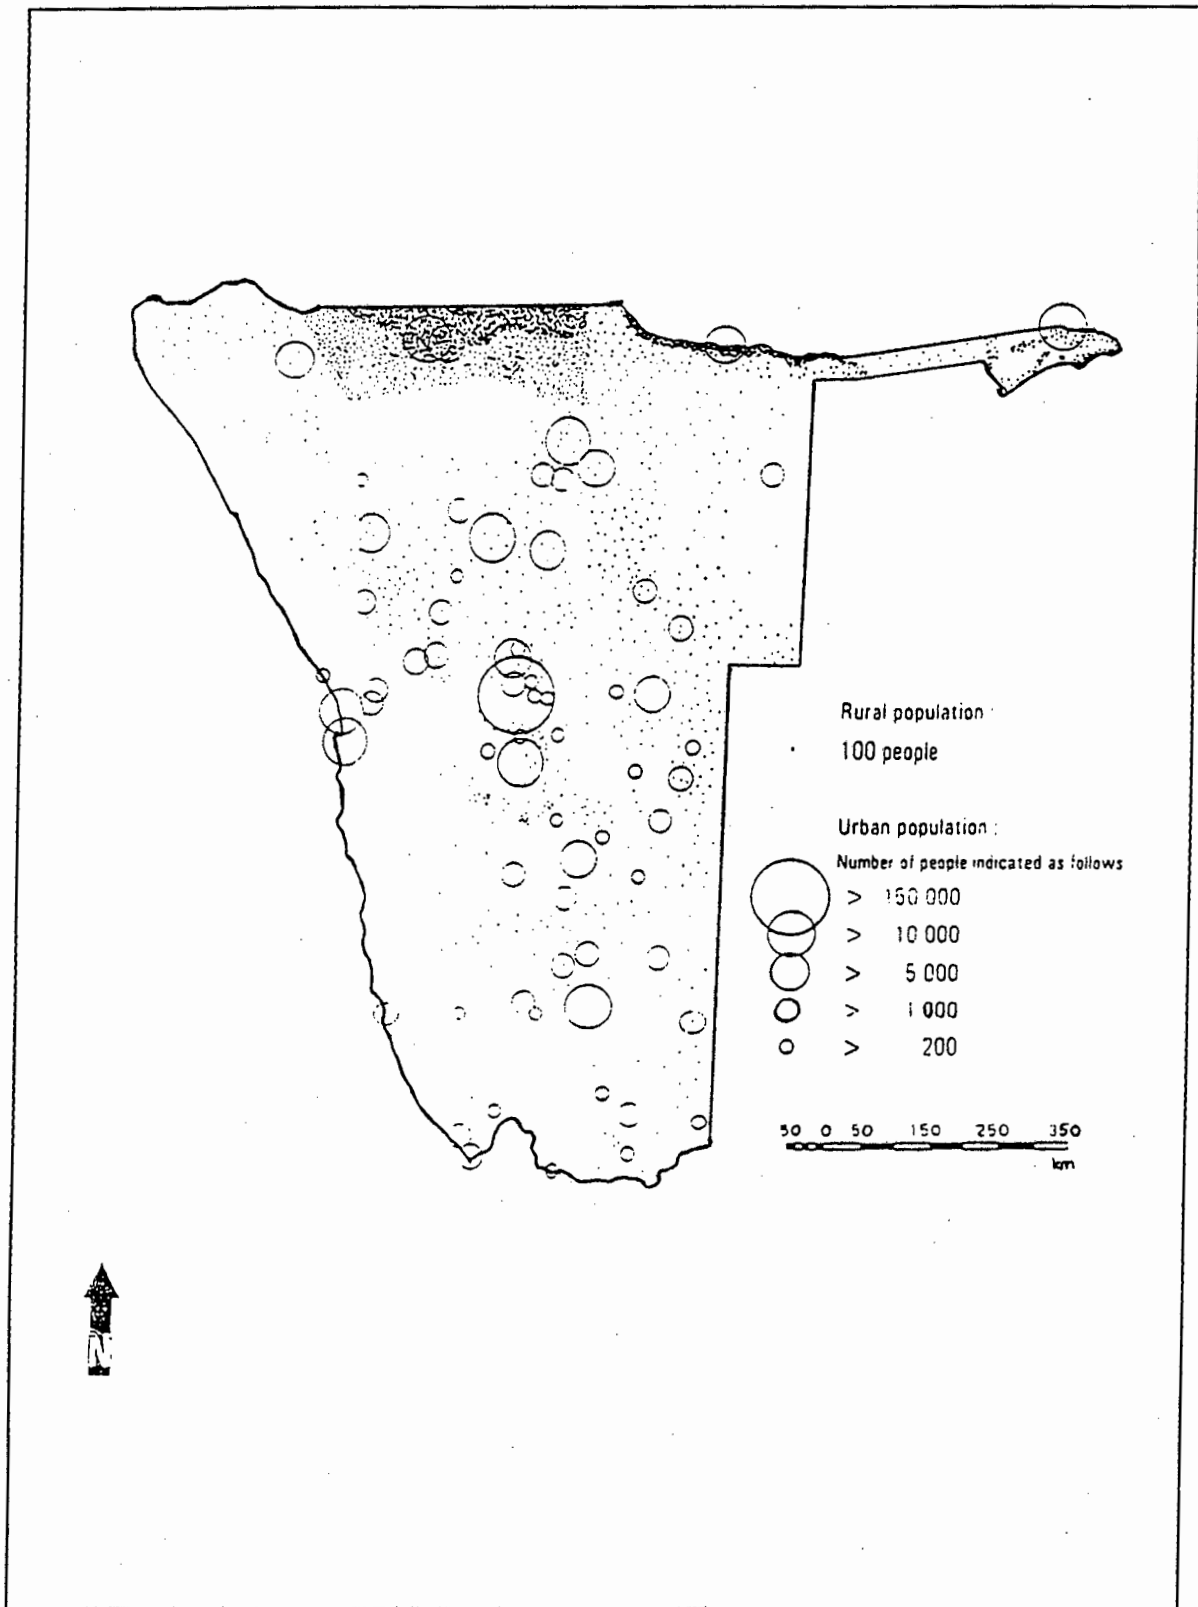 Rural population
100 people
Urban population :
Number of people indicated as follows
> 150 000
> 10 000
> 5 000
> 1 000
> 200
50 0 50 150 250 350
km
N